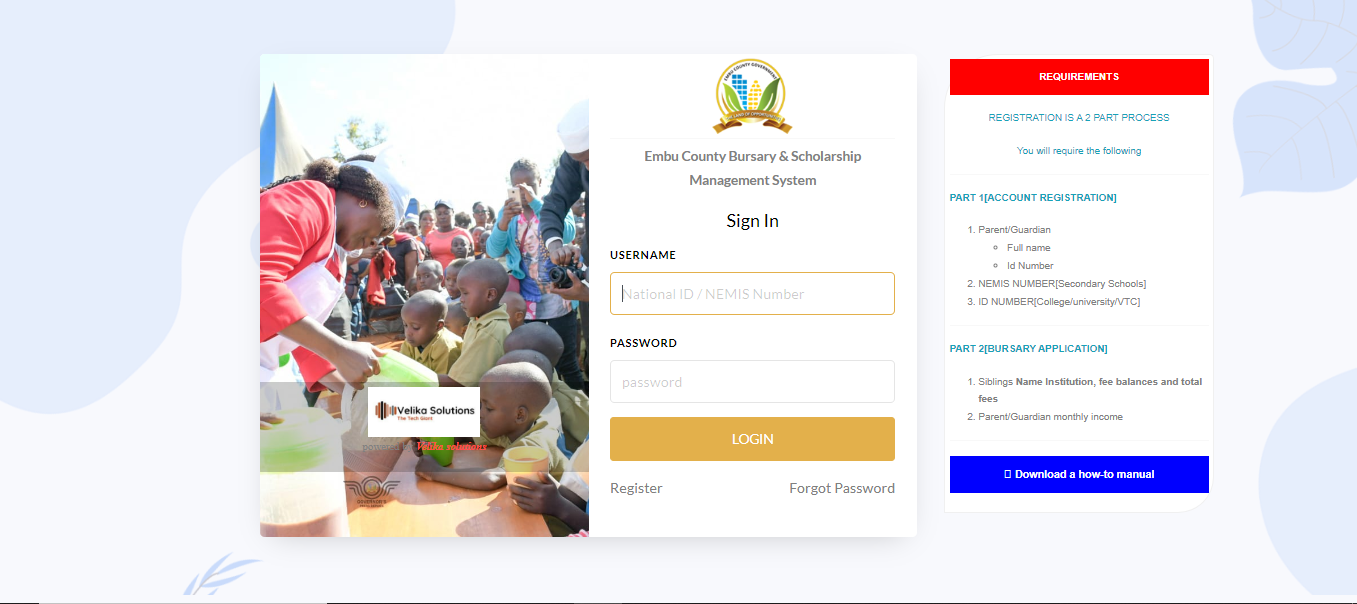 EMBU COUNTY GOVERNMENT
Embu County Bursary & Scholarship
Management System
Sign In
USERNAME
National ID / NEMIS Number
PASSWORD
password
LOGIN
Register
Forgot Password
Velika Solutions
The Tech Giant
powered by Velika solutions
REQUIREMENTS
REGISTRATION IS A 2 PART PROCESS
You will require the following
PART 1[ACCOUNT REGISTRATION]
1. Parent/Guardian
Full name
Id Number
2. NEMIS NUMBER[Secondary Schools]
3. ID NUMBER[College/university/VTC]
PART 2[BURSARY APPLICATION]
1. Siblings Name Institution, fee balances and total
fees
2. Parent/Guardian monthly income
Download a how-to manual